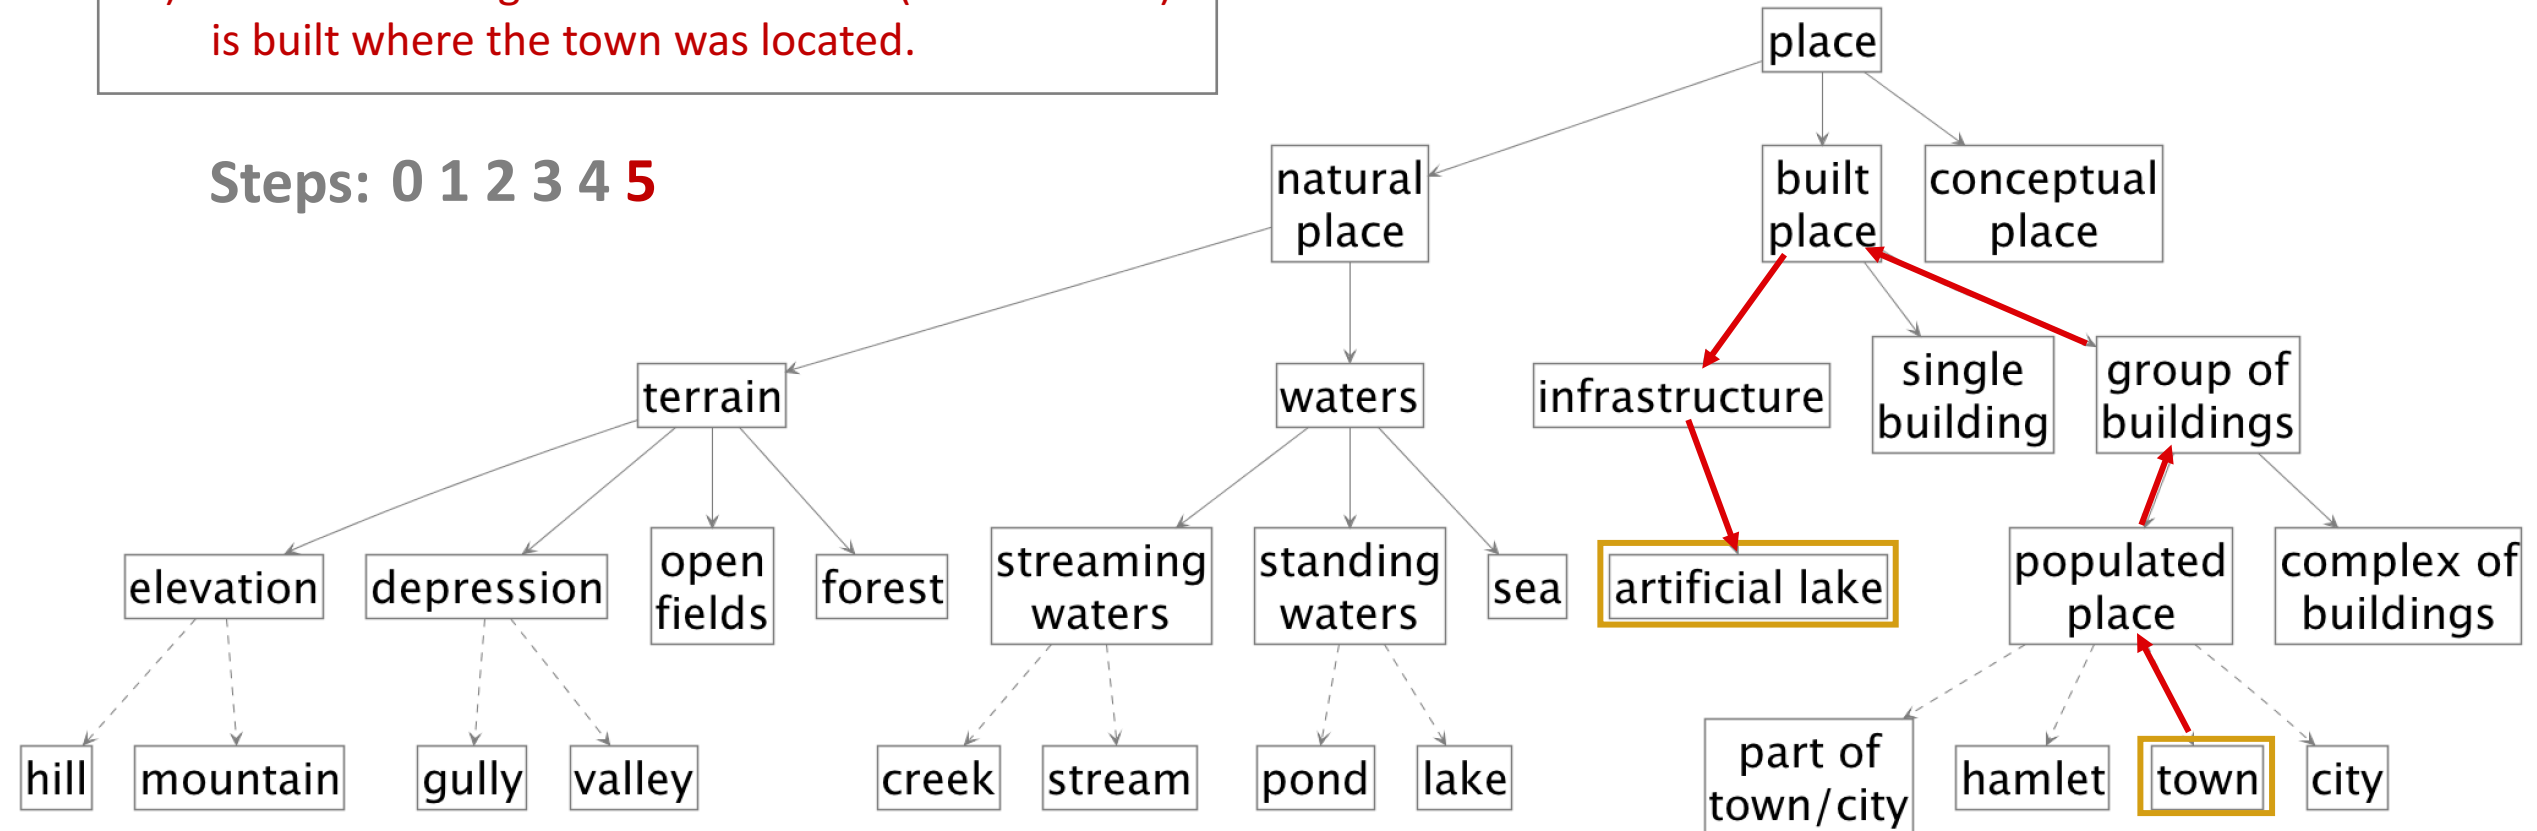 is built where the town was located.
Steps: 0 1 2 3 4 5
place
natural
place
built
place
conceptual
place
terrain
waters
infrastructure
single
building
group of
buildings
elevation
depression
open
fields
forest
streaming
waters
standing
waters
sea
artificial lake
populated
place
complex of
buildings
hill
mountain
gully
valley
creek
stream
pond
lake
part of
town/city
hamlet
town
city